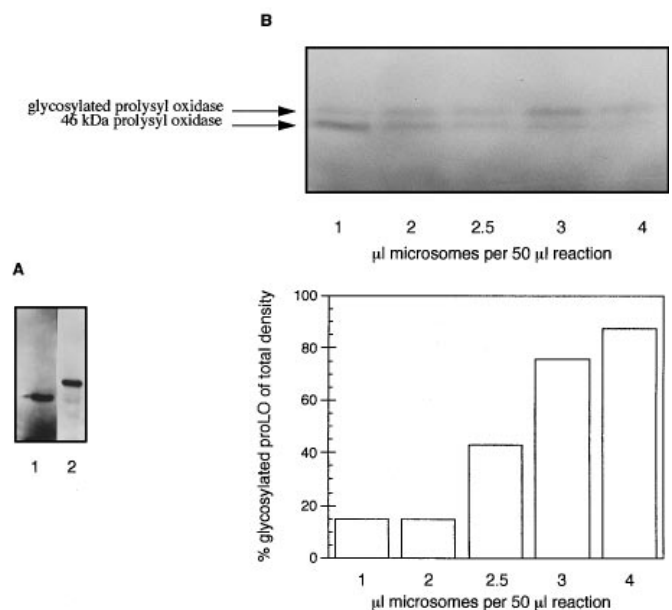 B
glycosylated prolysyl oxidase
46 kDa prolysyl oxidase
1 2 2.5 3 4
µl microsomes per 50 µl reaction
A
1 2
100
80
60
40
20
0
% glycosylated proLO of total density
1 2 2.5 3 4
µl microsomes per 50 µl reaction